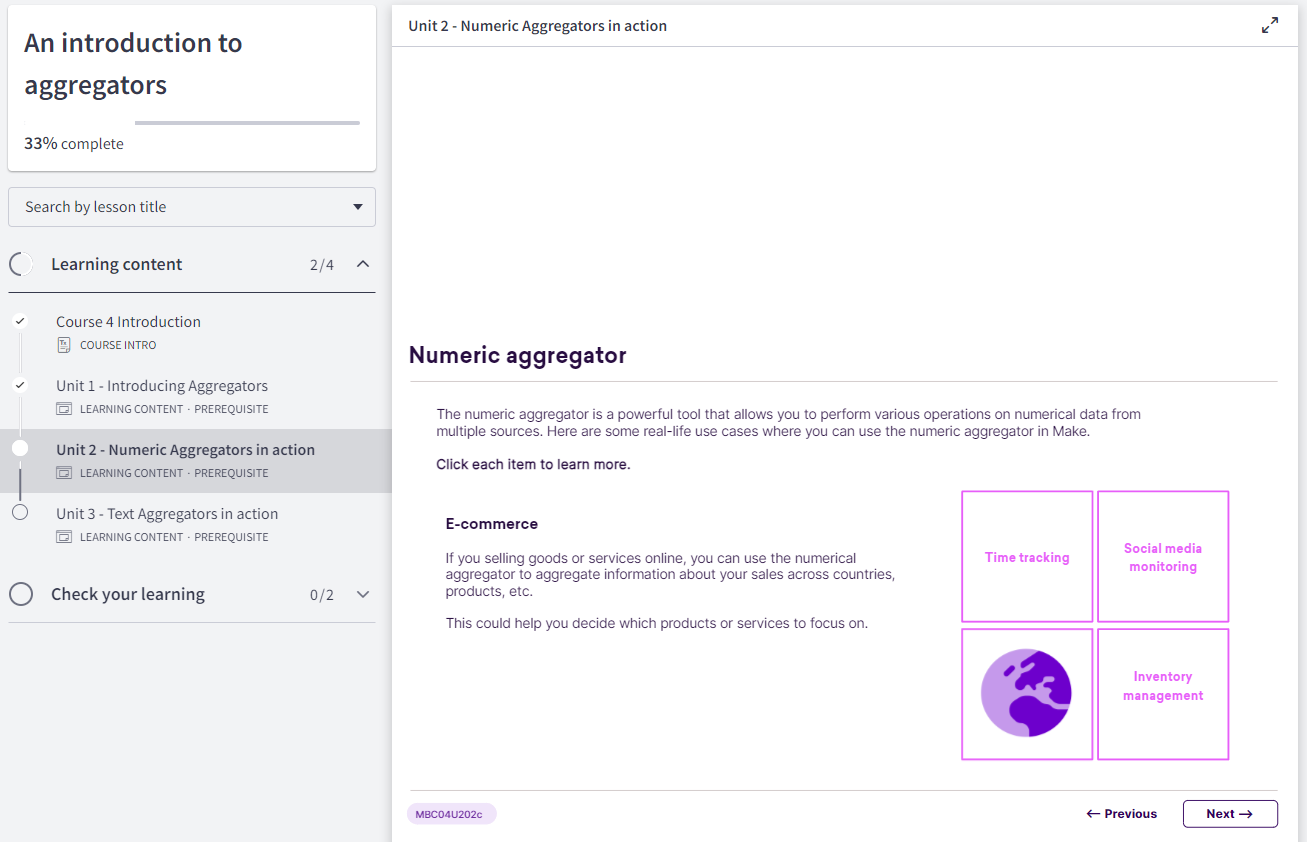 An introduction to
aggregators
33% complete
Search by lesson title
Learning content 2/4
Course 4 Introduction
COURSE INTRO
Unit 1 - Introducing Aggregators
LEARNING CONTENT · PREREQUISITE
Unit 2 - Numeric Aggregators in action
LEARNING CONTENT · PREREQUISITE
Unit 3 - Text Aggregators in action
LEARNING CONTENT · PREREQUISITE
Check your learning 0/2
Unit 2 - Numeric Aggregators in action
Numeric aggregator
The numeric aggregator is a powerful tool that allows you to perform various operations on numerical data from
multiple sources. Here are some real-life use cases where you can use the numeric aggregator in Make.
Click each item to learn more.
E-commerce
If you selling goods or services online, you can use the numerical
aggregator to aggregate information about your sales across countries,
products, etc.
This could help you decide which products or services to focus on.
Time tracking
Social media
monitoring
Inventory
management
MBC04U202c
← Previous
Next →